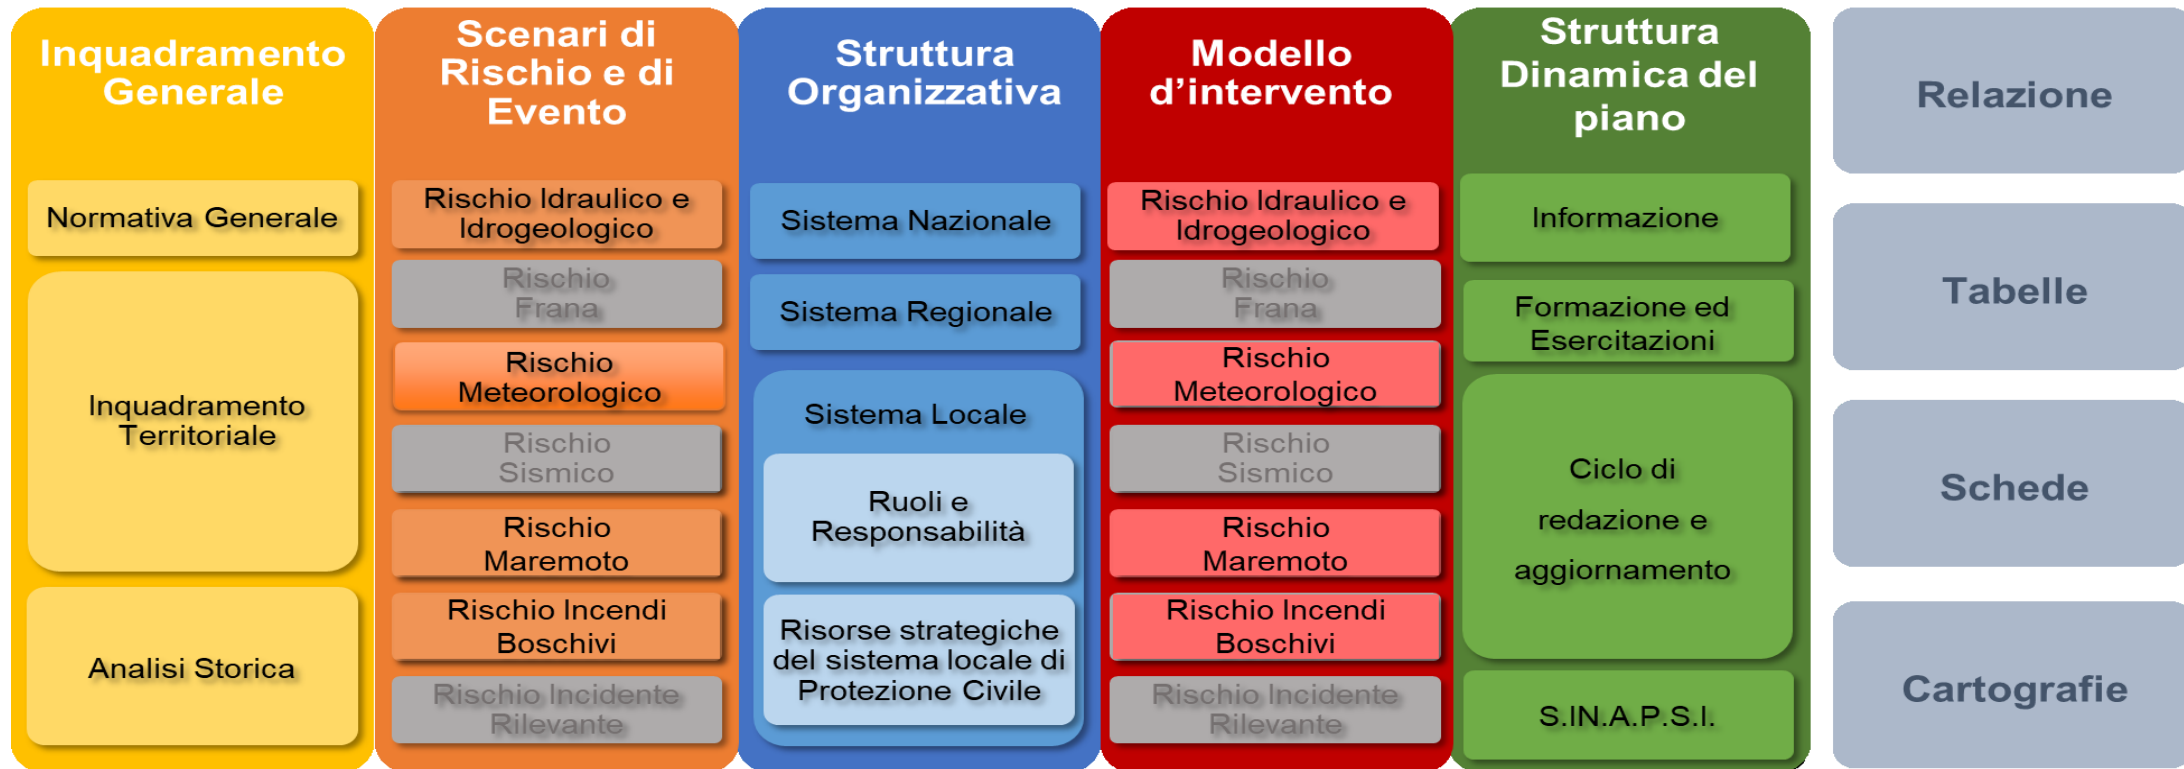 Inquadramento
Generale
Normativa Generale
Inquadramento
Territoriale
Analisi Storica
Scenari di
Rischio e di
Evento
Rischio Idraulico e
Idrogeologico
Rischio
Frana
Rischio
Meteorologico
Rischio
Sismico
Rischio
Maremoto
Rischio Incendi
Boschivi
Rischio Incidente
Rilevante
Struttura
Organizzativa
Sistema Nazionale
Sistema Regionale
Sistema Locale
Ruoli e
Responsabilità
Risorse strategiche
del sistema locale di
Protezione Civile
Modello
d’intervento
Rischio Idraulico e
Idrogeologico
Rischio
Frana
Rischio
Meteorologico
Rischio
Sismico
Rischio
Maremoto
Rischio Incendi
Boschivi
Rischio Incidente
Rilevante
Struttura
Dinamica del
piano
Informazione
Formazione ed
Esercitazioni
Ciclo di
redazione e
aggiornamento
S.IN.A.P.S.I.
Relazione
Tabelle
Schede
Cartografie